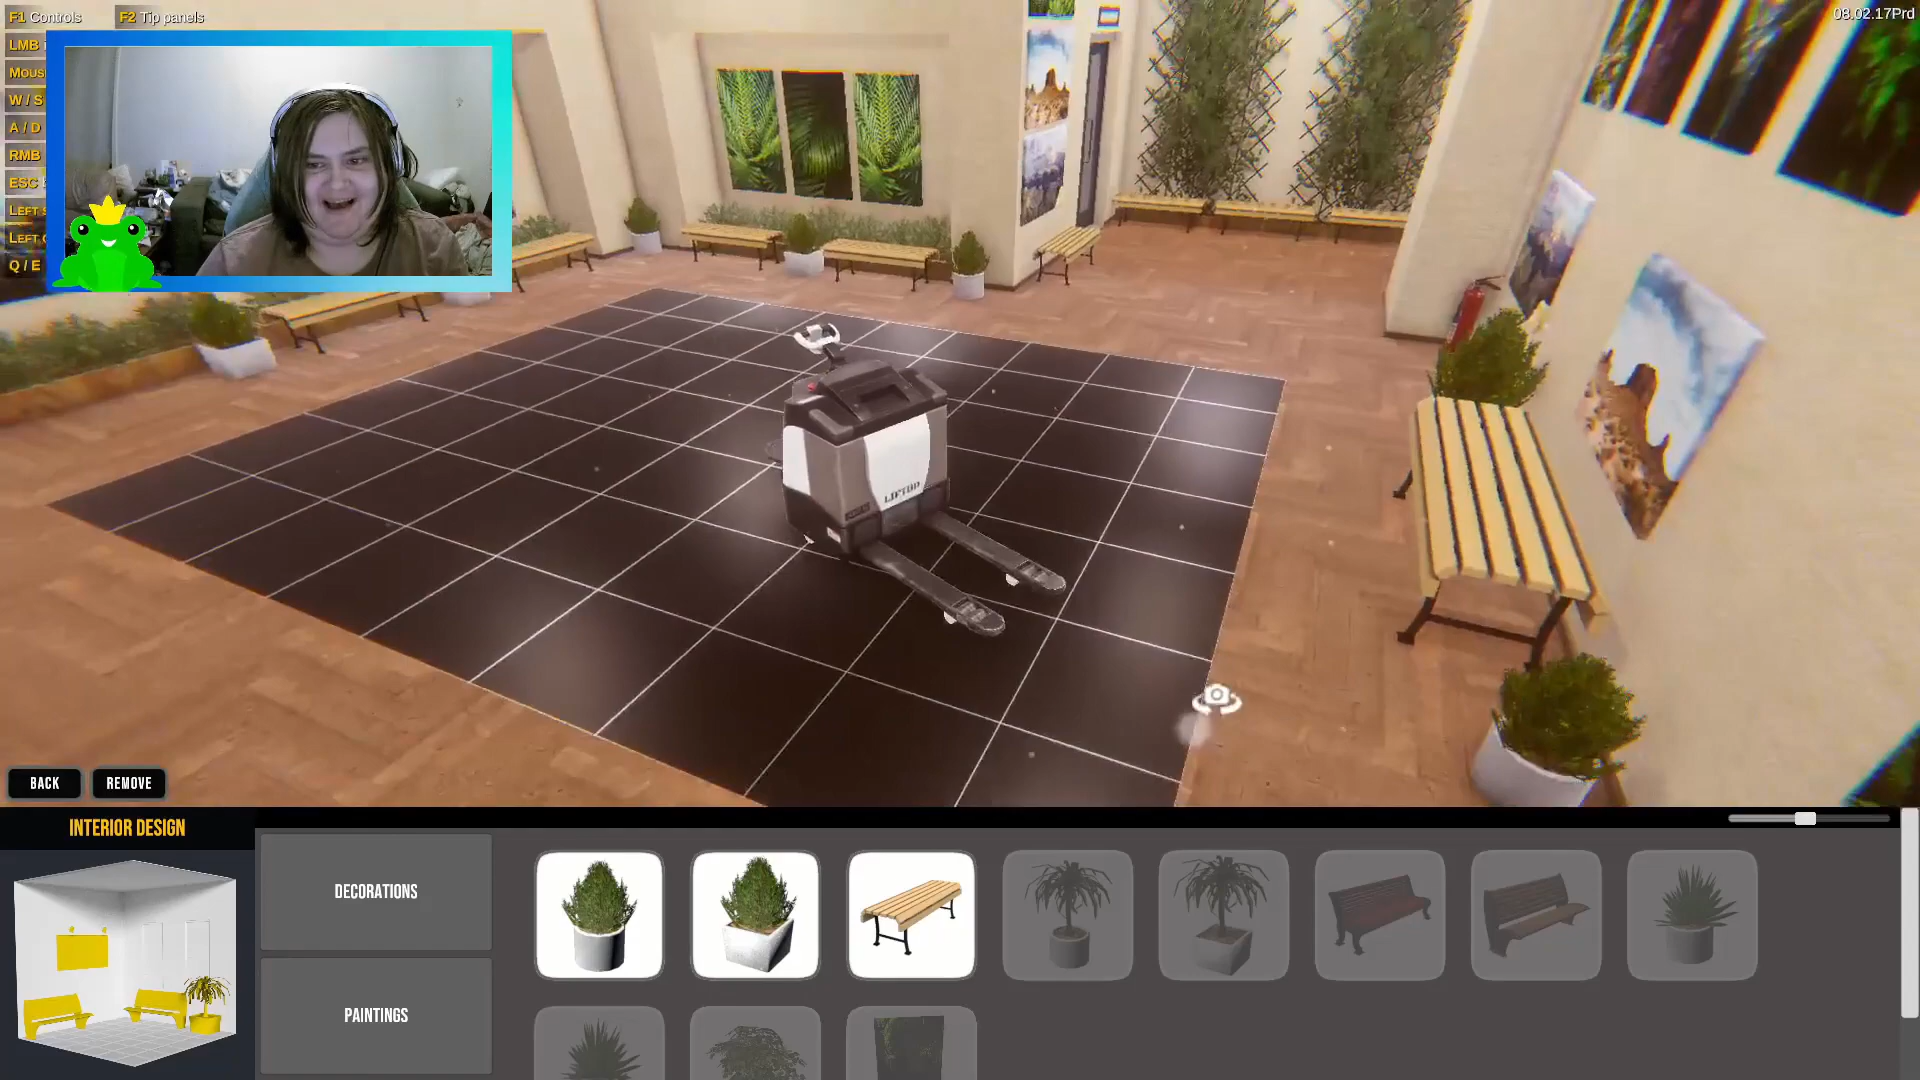 F1 Controls
F2 Tip panels
08.02.17Prd
LMB
MOUS
W / S
A / D
RMB
ESC
LEFT
LEFT
Q / E
LIFTUP
BACK
REMOVE
INTERIOR DESIGN
DECORATIONS
PAINTINGS